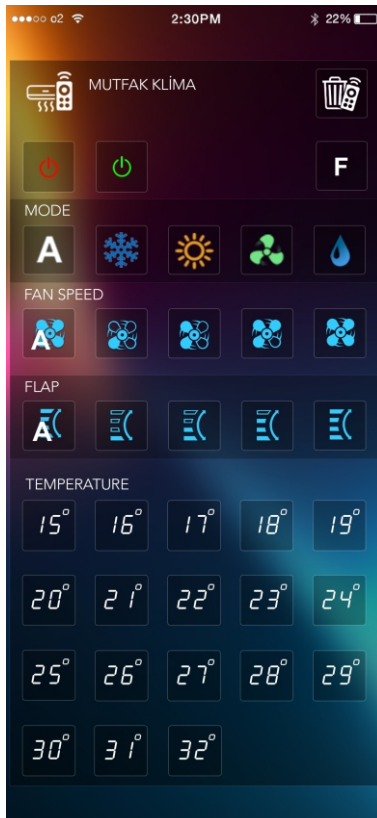 o2 2:30PM 22%
MUTFAK KLİMA
F
MODE
A
FAN SPEED
A
FLAP
A
TEMPERATURE
15° 16° 17° 18° 19°
20° 21° 22° 23° 24°
25° 26° 27° 28° 29°
30° 31° 32°